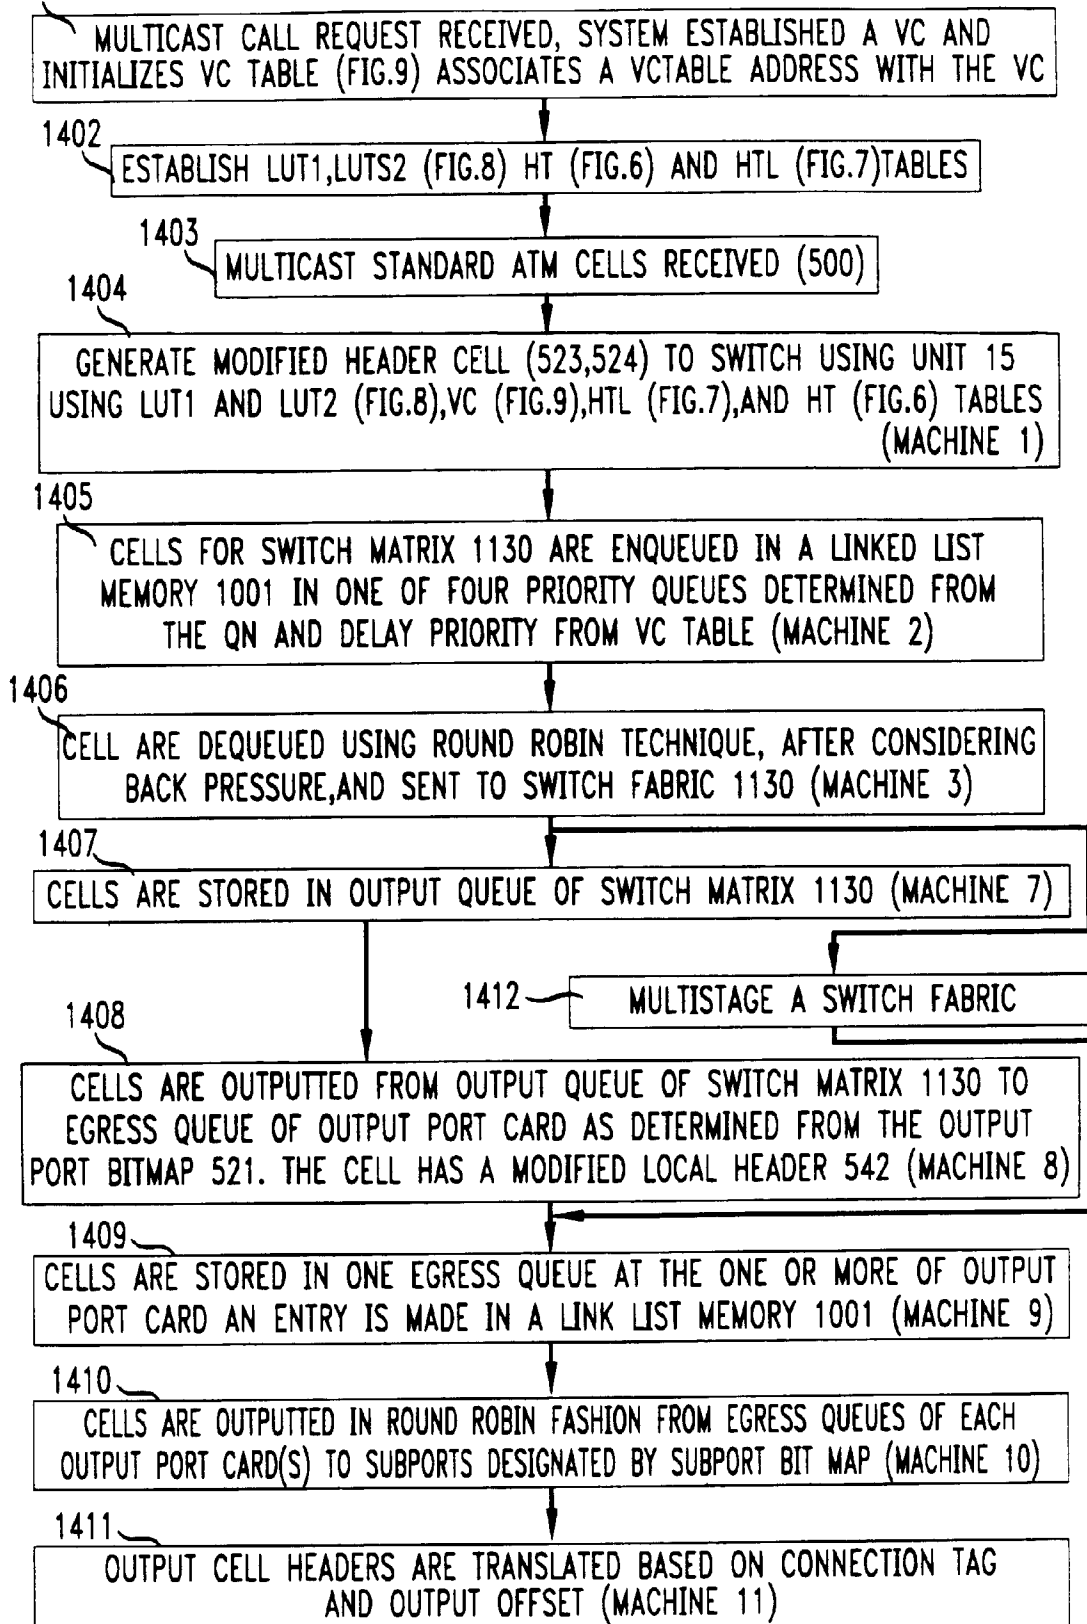 MULTICAST CALL REQUEST RECEIVED, SYSTEM ESTABLISHED A VC AND
INITIALIZES VC TABLE (FIG.9) ASSOCIATES A VCTABLE ADDRESS WITH THE VC
1402
ESTABLISH LUT1,LUTS2 (FIG.8) HT (FIG.6) AND HTL (FIG.7)TABLES
1403
MULTICAST STANDARD ATM CELLS RECEIVED (500)
1404
GENERATE MODIFIED HEADER CELL (523,524) TO SWITCH USING UNIT 15
USING LUT1 AND LUT2 (FIG.8),VC (FIG.9),HTL (FIG.7),AND HT (FIG.6) TABLES
(MACHINE 1)
1405
CELLS FOR SWITCH MATRIX 1130 ARE ENQUEUED IN A LINKED LIST
MEMORY 1001 IN ONE OF FOUR PRIORITY QUEUES DETERMINED FROM
THE QN AND DELAY PRIORITY FROM VC TABLE (MACHINE 2)
1406
CELL ARE DEQUEUED USING ROUND ROBIN TECHNIQUE, AFTER CONSIDERING
BACK PRESSURE,AND SENT TO SWITCH FABRIC 1130 (MACHINE 3)
1407
CELLS ARE STORED IN OUTPUT QUEUE OF SWITCH MATRIX 1130 (MACHINE 7)
1412
MULTISTAGE A SWITCH FABRIC
1408
CELLS ARE OUTPUTTED FROM OUTPUT QUEUE OF SWITCH MATRIX 1130 TO
EGRESS QUEUE OF OUTPUT PORT CARD AS DETERMINED FROM THE OUTPUT
PORT BITMAP 521. THE CELL HAS A MODIFIED LOCAL HEADER 542 (MACHINE 8)
1409
CELLS ARE STORED IN ONE EGRESS QUEUE AT THE ONE OR MORE OF OUTPUT
PORT CARD AN ENTRY IS MADE IN A LINK LIST MEMORY 1001 (MACHINE 9)
1410
CELLS ARE OUTPUTTED IN ROUND ROBIN FASHION FROM EGRESS QUEUES OF EACH
OUTPUT PORT CARD(S) TO SUBPORTS DESIGNATED BY SUBPORT BIT MAP (MACHINE 10)
1411
OUTPUT CELL HEADERS ARE TRANSLATED BASED ON CONNECTION TAG
AND OUTPUT OFFSET (MACHINE 11)